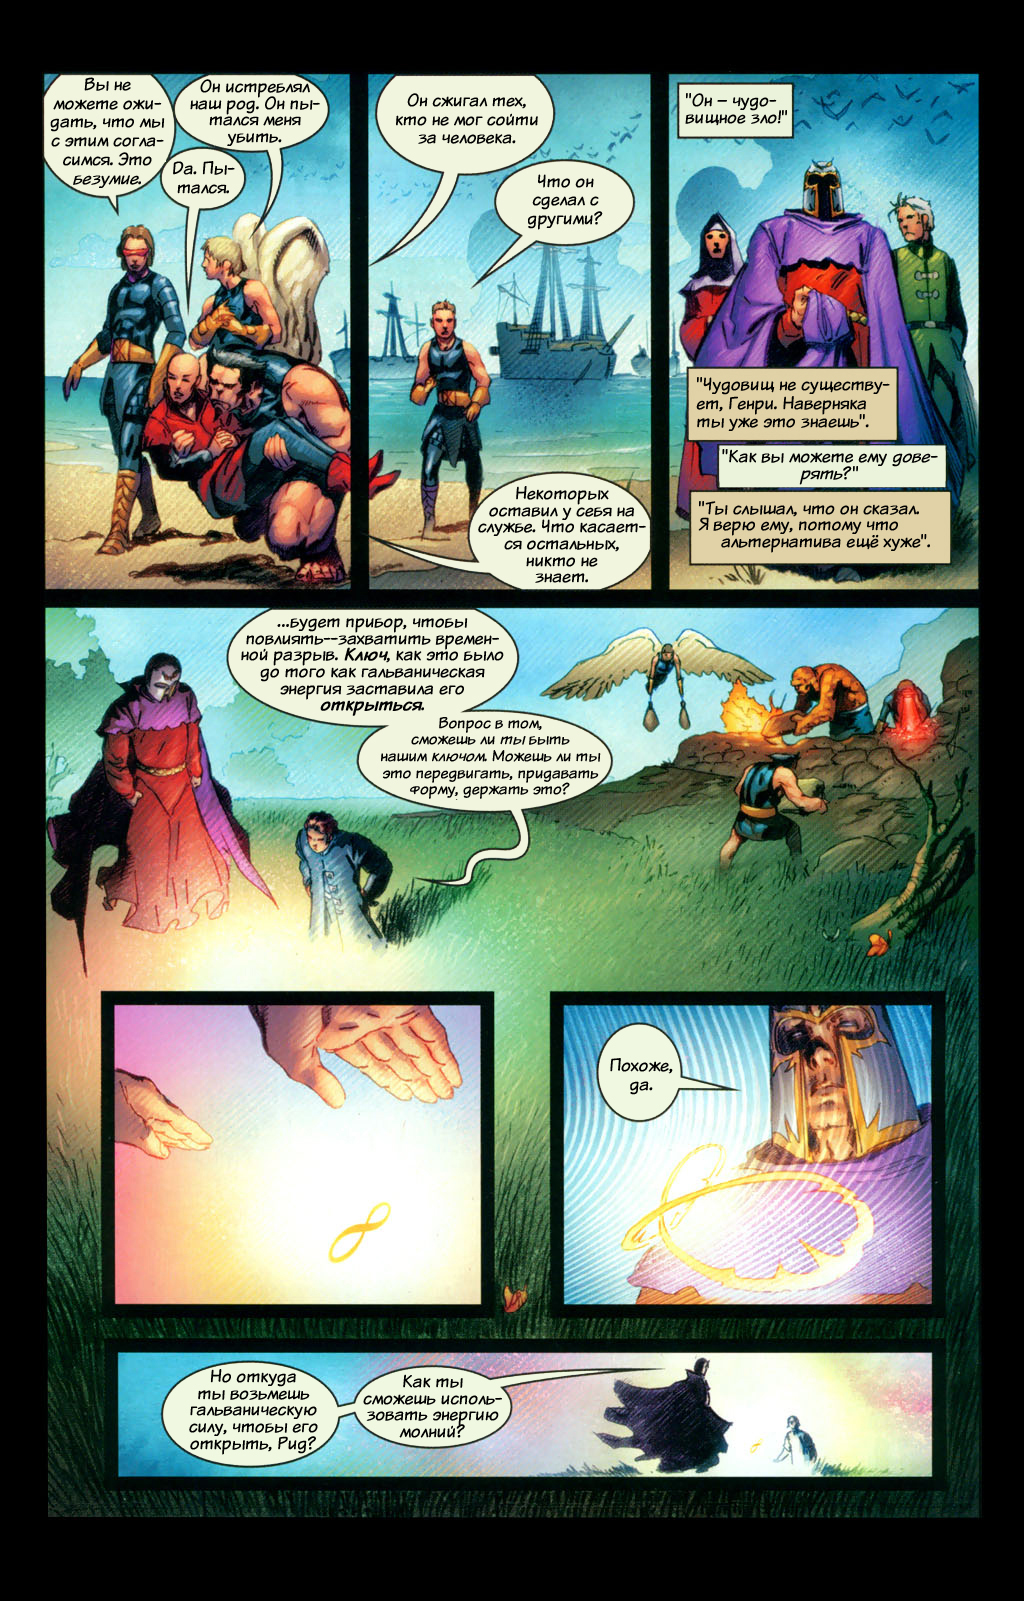 Вы не
можете ожи-
дать, что мы
с этим согла-
симся. Это
безумие.
Он истреблял
наш род. Он пы-
тался меня
убить.
Да. Пы-
тался.
Он сжигал тех,
кто не мог сойти
за человека.
Что он
сделал с
другими?
Некоторых
оставил у себя на
службе. Что касает-
ся остальных,
никто не
знает.
"Он – чудо-
вищное зло!"
"Чудовищ не существу-
ет, Генри. Наверняка
ты уже это знаешь".
"Как вы можете ему дове-
рять?"
"Ты слышал, что он сказал.
Я верю ему, потому что
альтернатива ещё хуже".
...будет прибор, чтобы
повлиять--захватить времен-
ной разрыв. Ключ, как это было
до того как гальваническая
энергия заставила его
открыться.
Вопрос в том,
сможешь ли ты быть
нашим ключом. Можешь ли ты
это передвигать, придавать
форму, держать это?
Похоже,
да.
Но откуда
ты возьмешь
гальваническую
силу, чтобы его
открыть, Рид?
Как ты
сможешь исполь-
зовать энергию
молний?